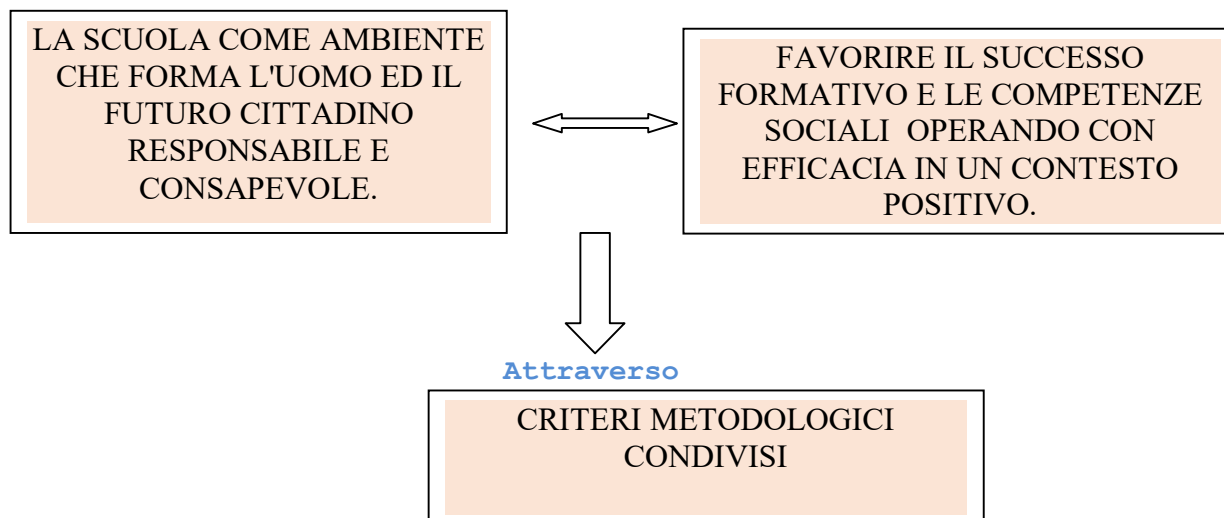 LA SCUOLA COME AMBIENTE
CHE FORMA L'UOMO ED IL
FUTURO CITTADINO
RESPONSABILE E
CONSAPEVOLE.
FAVORIRE IL SUCCESSO
FORMATIVO E LE COMPETENZE
SOCIALI OPERANDO CON
EFFICACIA IN UN CONTESTO
POSITIVO.
Attraverso
CRITERI METODOLOGICI
CONDIVISI